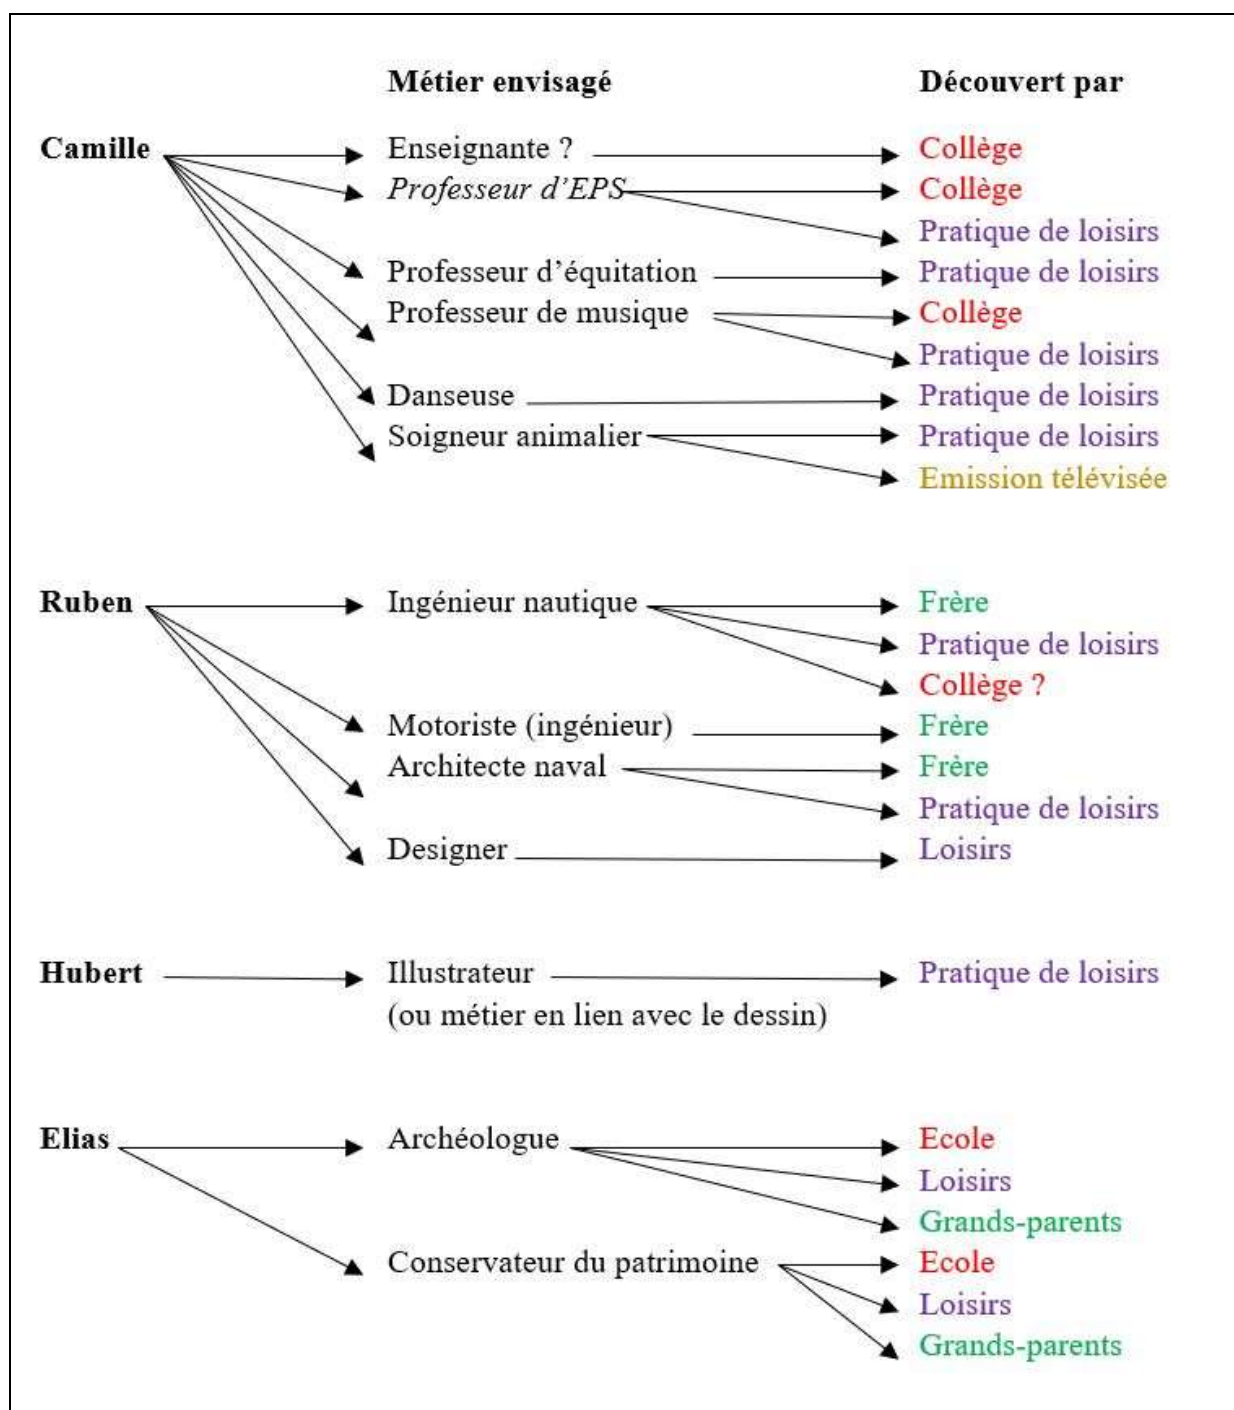 Métier envisagé Découvert par
Camille Enseignante ? Collège
Professeur d’EPS Collège
Pratique de loisirs
Professeur d’équitation Pratique de loisirs
Professeur de musique Collège
Pratique de loisirs
Danseuse Pratique de loisirs
Soigneur animalier Pratique de loisirs
Emission télévisée
Ruben Ingénieur nautique Frère
Pratique de loisirs
Collège ?
Motoriste (ingénieur) Frère
Architecte naval Frère
Pratique de loisirs
Designer Loisirs
Hubert Illustrateur Pratique de loisirs
(ou métier en lien avec le dessin)
Elias Archéologue Ecole
Loisirs
Grands-parents
Conservateur du patrimoine Ecole
Loisirs
Grands-parents